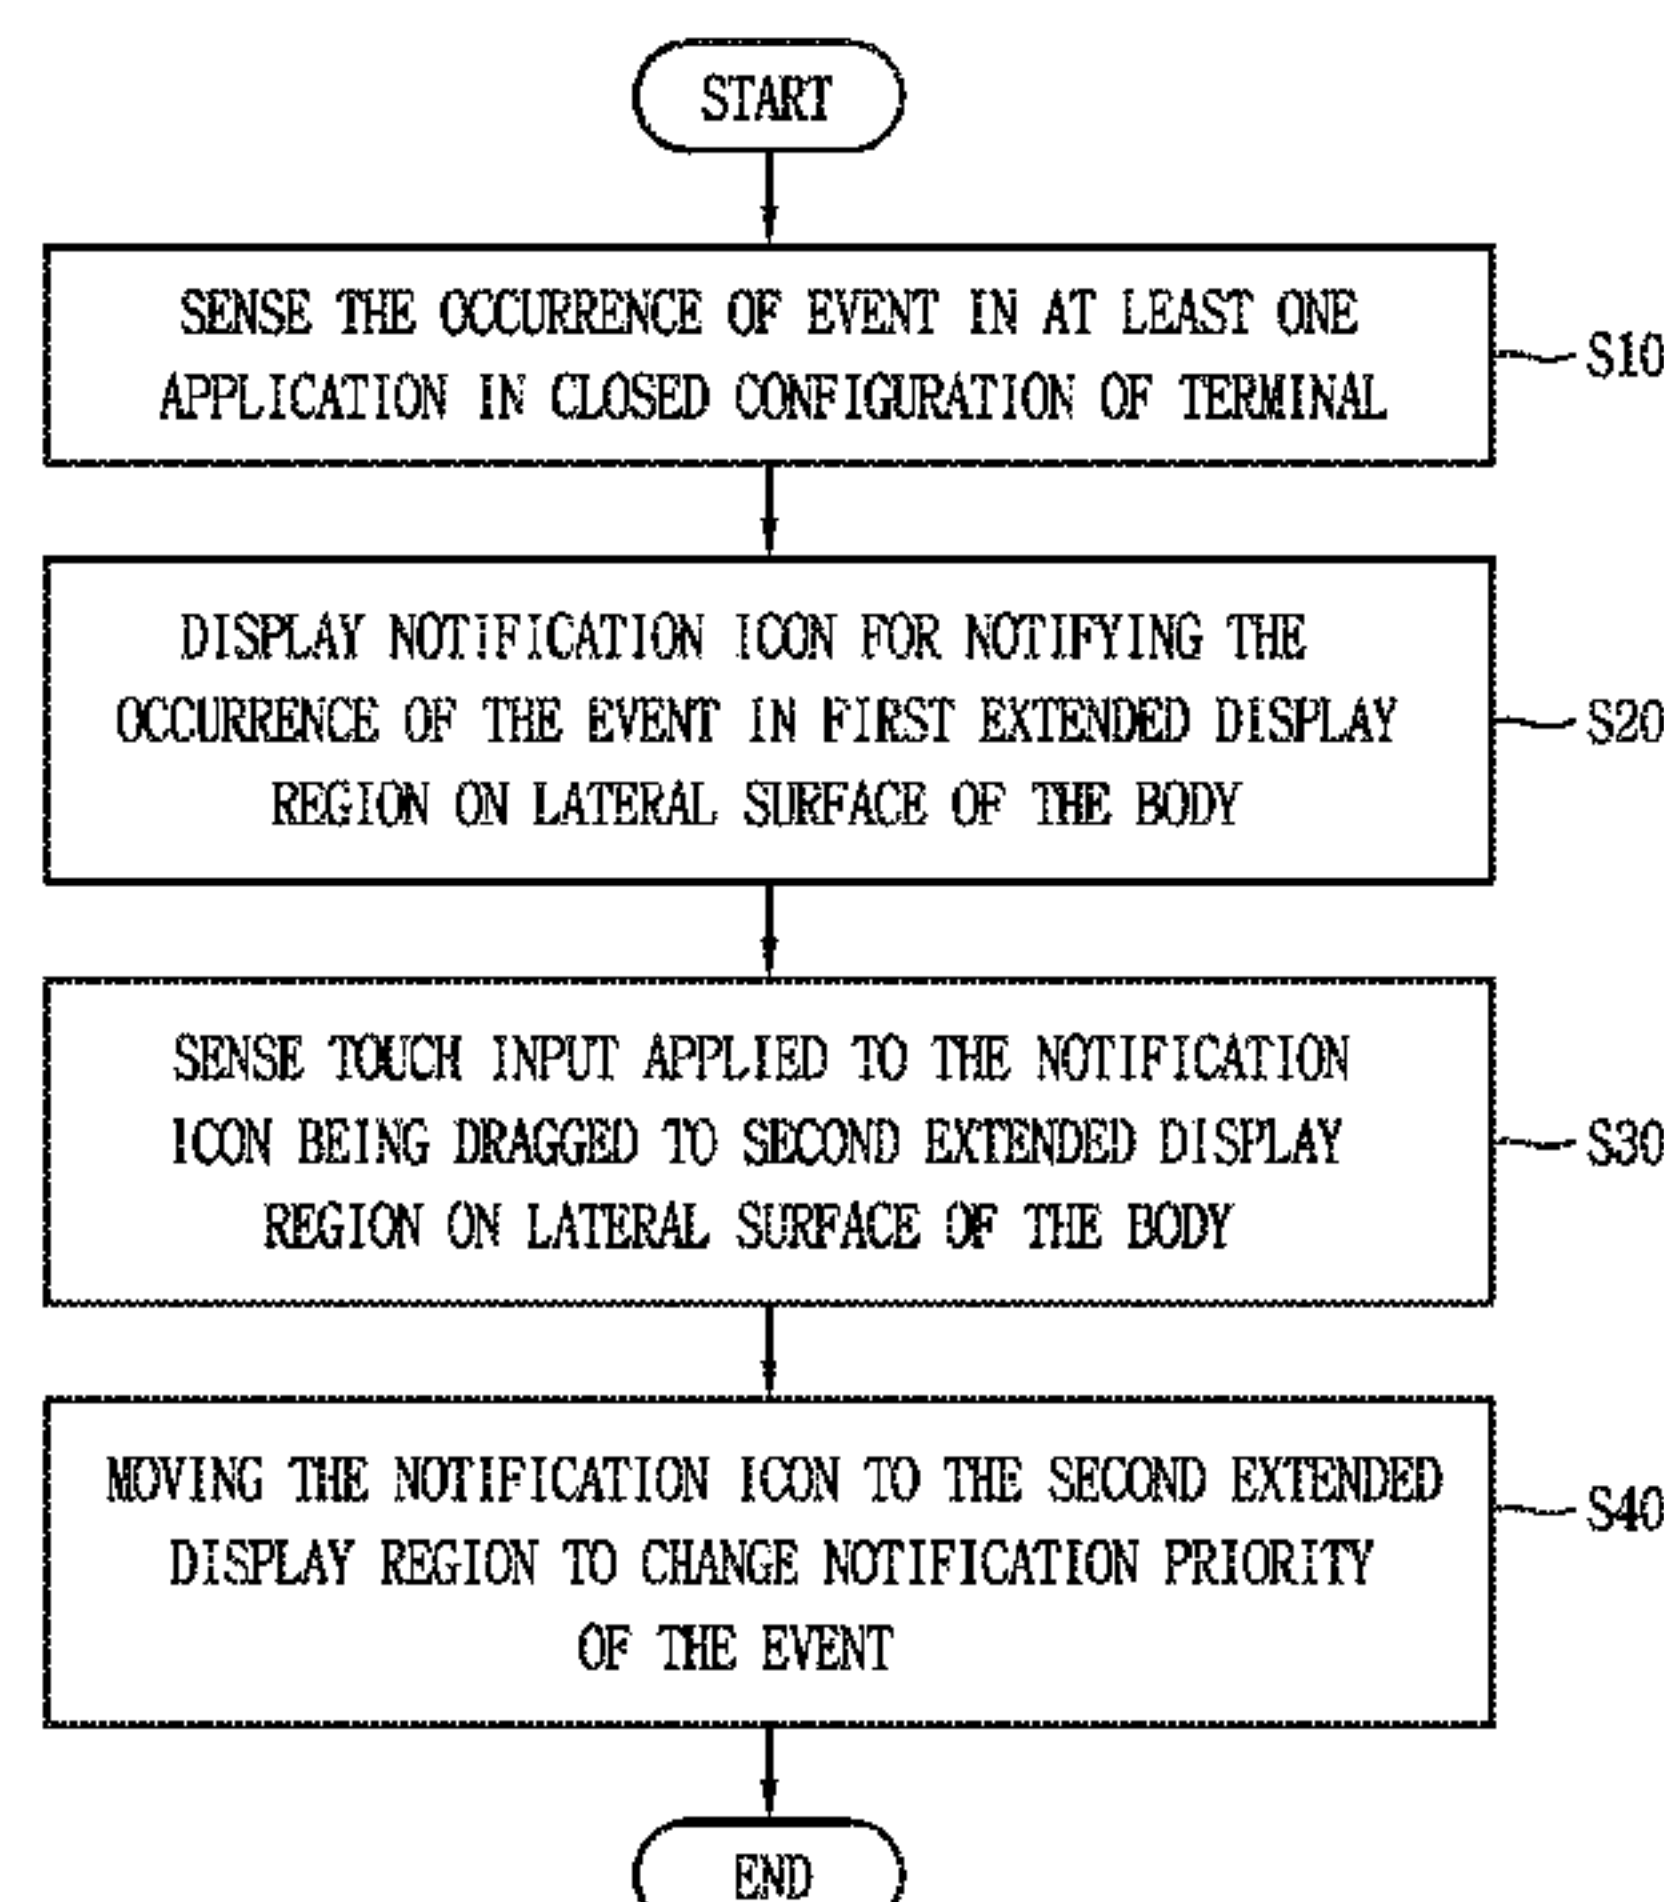 START
SENSE THE OCCURRENCE OF EVENT IN AT LEAST ONE
APPLICATION IN CLOSED CONFIGURATION OF TERMINAL
S10
DISPLAY NOTIFICATION ICON FOR NOTIFYING THE
OCCURRENCE OF THE EVENT IN FIRST EXTENDED DISPLAY
REGION ON LATERAL SURFACE OF THE BODY
S20
SENSE TOUCH INPUT APPLIED TO THE NOTIFICATION
ICON BEING DRAGGED TO SECOND EXTENDED DISPLAY
REGION ON LATERAL SURFACE OF THE BODY
S30
MOVING THE NOTIFICATION ICON TO THE SECOND EXTENDED
DISPLAY REGION TO CHANGE NOTIFICATION PRIORITY
OF THE EVENT
S40
END